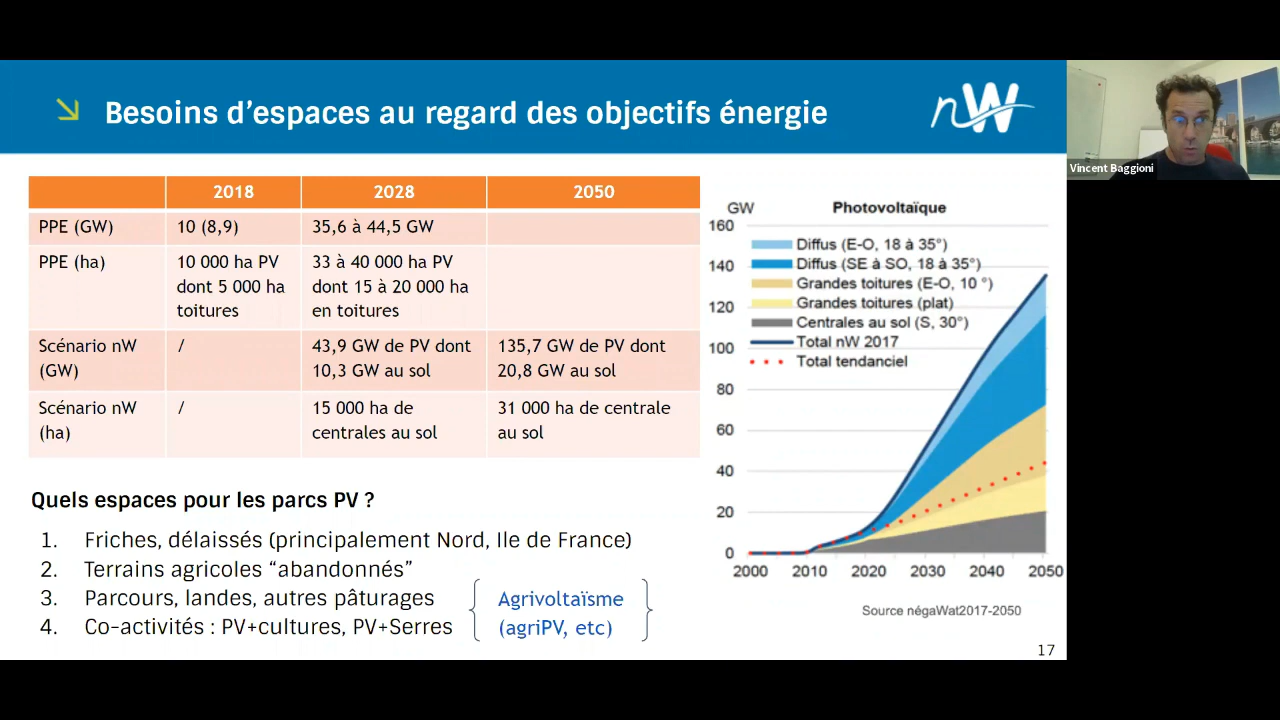 Besoins d'espaces au regard des objectifs énergie
nW
Vincent Baggioni
2018
2028
2050
PPE (GW)
10 (8,9)
35,6 à 44,5 GW
PPE (ha)
10 000 ha PV
dont 5 000 ha
toitures
33 à 40 000 ha PV
dont 15 à 20 000 ha
en toitures
Scénario nW
(GW)
/
43,9 GW de PV dont
10,3 GW au sol
135,7 GW de PV dont
20,8 GW au sol
Scénario nW
(ha)
/
15 000 ha de
centrales au sol
31 000 ha de centrale
au sol
GW
Photovoltaïque
160
140
120
100
80
60
40
20
0
Diffus (E-O, 18 à 35°)
Diffus (SE à SO, 18 à 35°)
Grandes toitures (E-O, 10 °)
Grandes toitures (plat)
Centrales au sol (S, 30°)
Total nW 2017
Total tendanciel
2000 2010 2020 2030 2040 2050
Source négaWat2017-2050
Quels espaces pour les parcs PV ?
1. Friches, délaissés (principalement Nord, Ile de France)
2. Terrains agricoles “abandonnés”
3. Parcours, landes, autres pâturages
4. Co-activités : PV+cultures, PV+Serres
Agrivoltaïsme
(agriPV, etc)
17